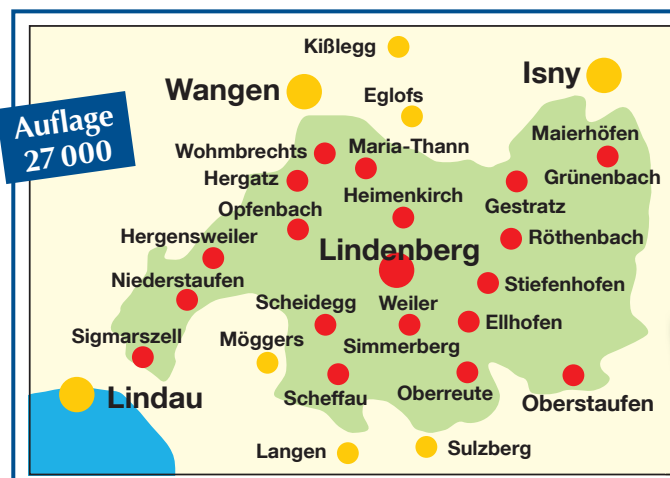 Kißlegg
Isny
Wangen
Eglofs
Auflage
27 000
Maierhöfen
Wohmbrechts
Maria-Thann
Grünenbach
Hergatz
Heimenkirch
Gestratz
Opfenbach
Hergensweiler
Röthenbach
Lindenberg
Niederstaufen
Stiefenhofen
Scheidegg
Weiler
Simmerberg
Ellhofen
Sigmarszell
Möggers
Lindau
Scheffau
Oberreute
Oberstaufen
Langen
Sulzberg